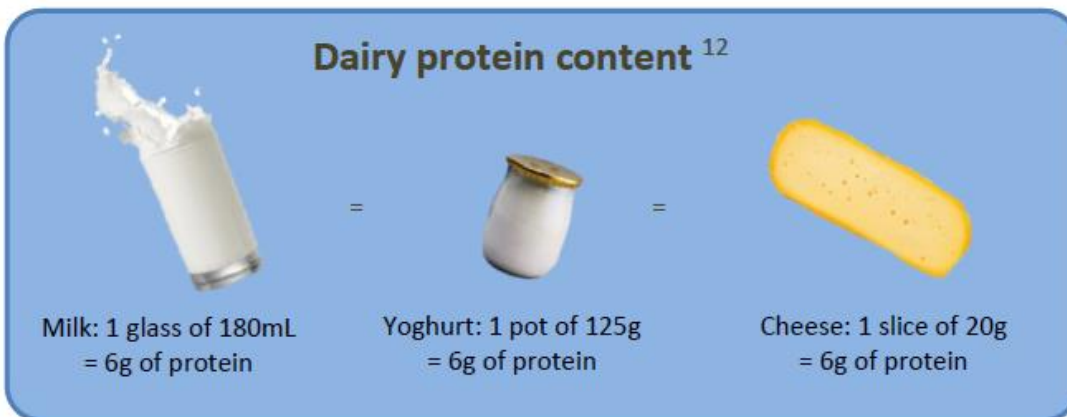 Dairy protein content 12
=
=
Milk: 1 glass of 180mL
= 6g of protein
Yoghurt: 1 pot of 125g
= 6g of protein
Cheese: 1 slice of 20g
= 6g of protein